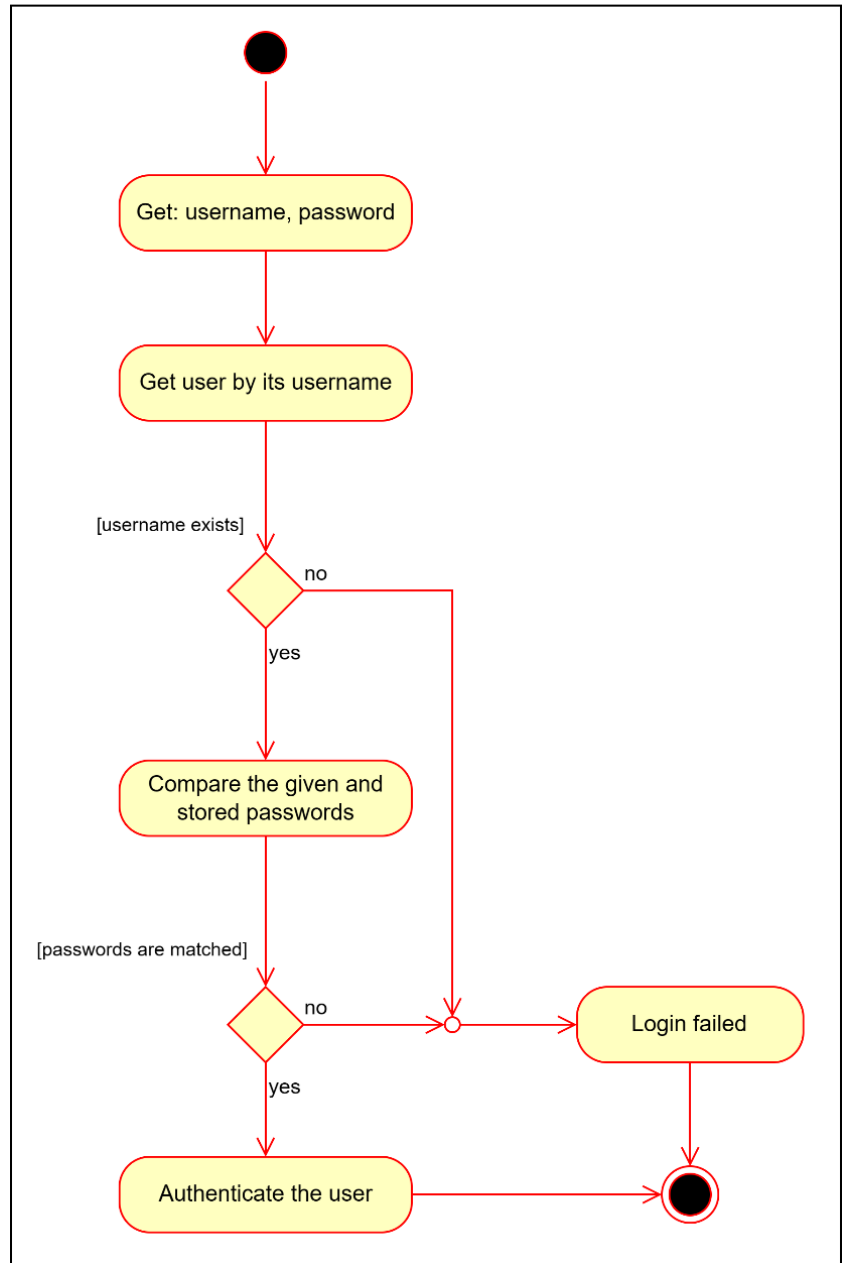 Get: username, password
Get user by its username
[username exists]
no
yes
Compare the given and
stored passwords
[passwords are matched]
no
Login failed
yes
Authenticate the user